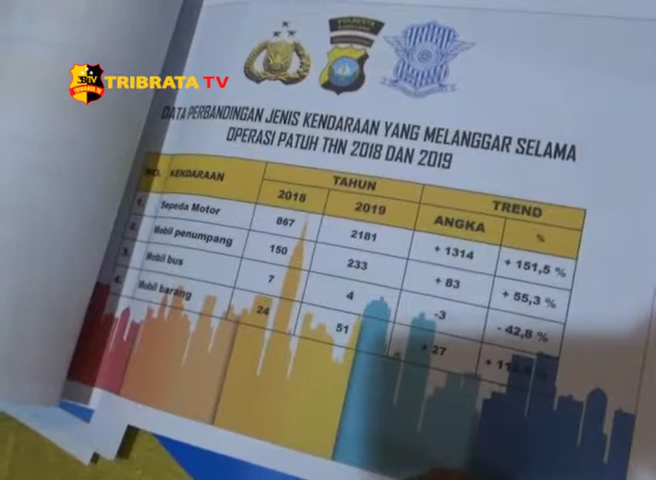 TRIBRATA TV
DATA PERBANDINGAN JENIS KENDARAAN YANG MELANGGAR SELAMA
OPERASI PATUH THN 2018 DAN 2019
NO. KENDARAAN TAHUN TREND
2018 2019 ANGKA %
1. Sepeda Motor 867 2181 + 1314 + 151,5 %
2. Mobil penumpang 150 233 + 83 + 55,3 %
3. Mobil bus 7 4 -3 - 42,8 %
4. Mobil barang 24 51 + 27